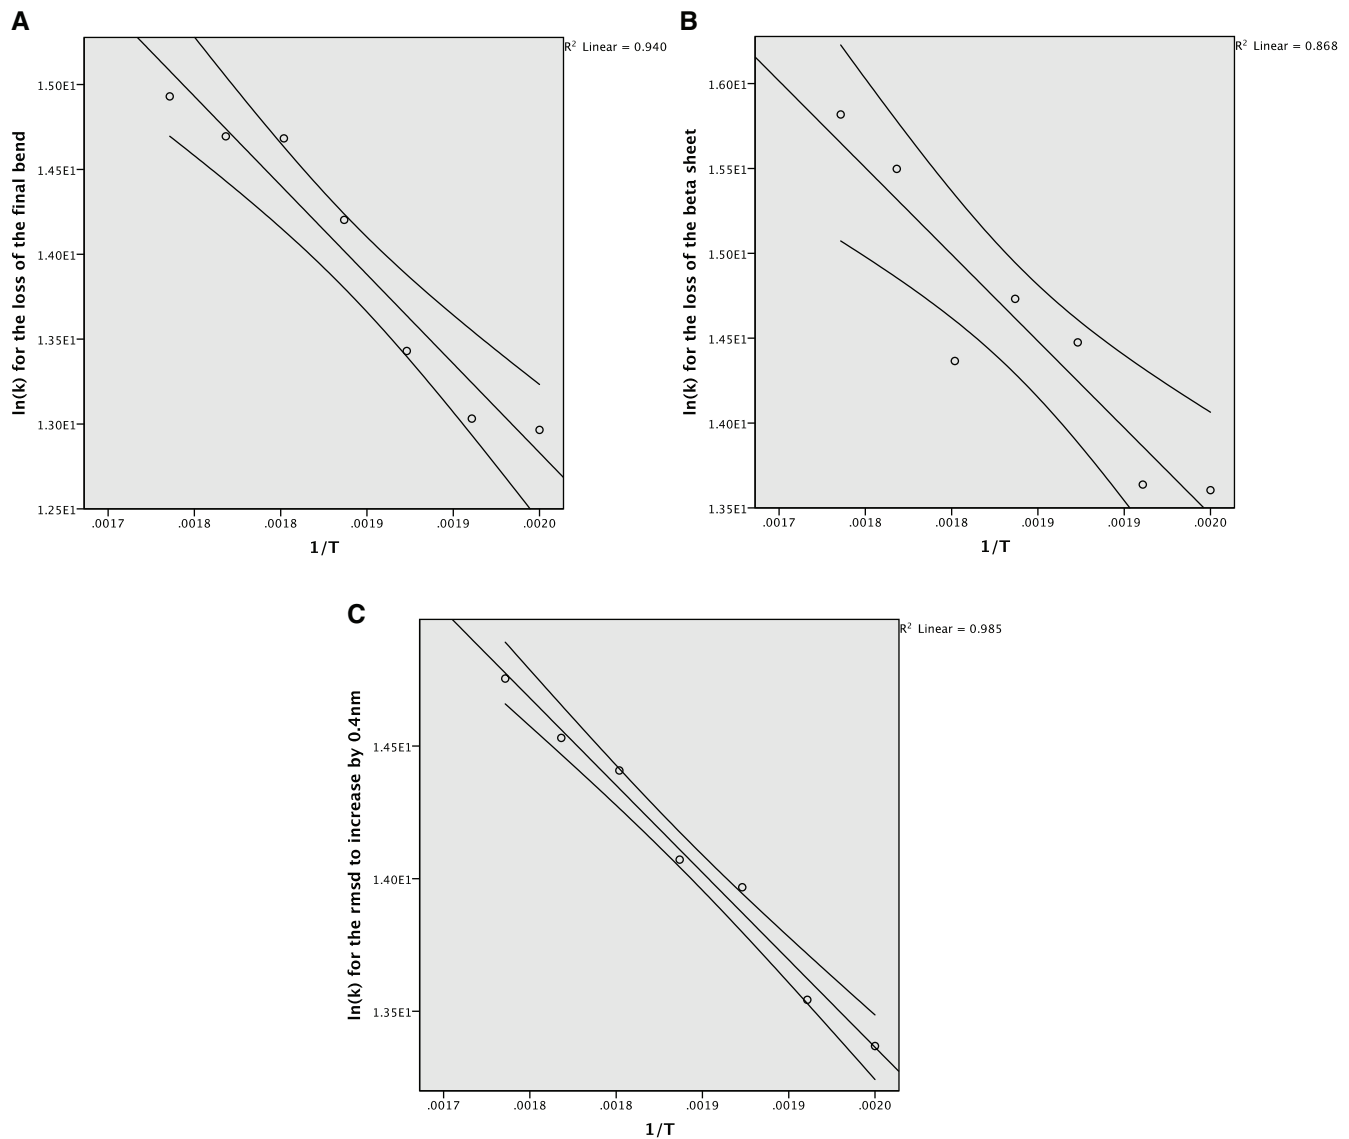 A
R² Linear = 0.940
ln(k) for the loss of the final bend
1.50E1
1.45E1
1.40E1
1.35E1
1.30E1
1.25E1
.0017 .0018 .0018 .0019 .0019 .0020
1/T
B
R² Linear = 0.868
ln(k) for the loss of the beta sheet
1.60E1
1.55E1
1.50E1
1.45E1
1.40E1
1.35E1
.0017 .0018 .0018 .0019 .0019 .0020
1/T
C
R² Linear = 0.985
ln(k) for the rmsd to increase by 0.4nm
1.45E1
1.40E1
1.35E1
.0017 .0018 .0018 .0019 .0019 .0020
1/T